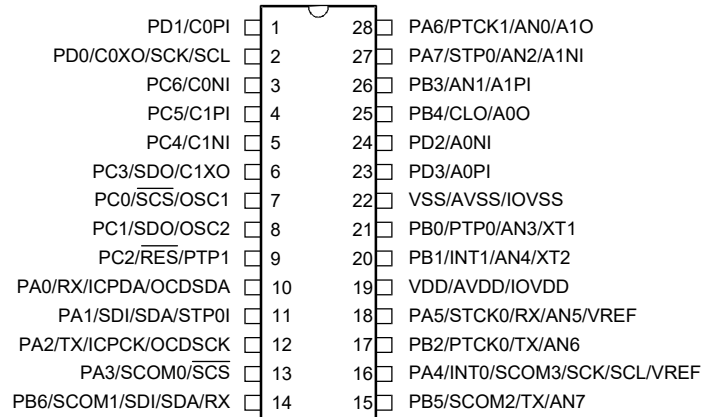 PD1/C0PI 1 28 PA6/PTCK1/AN0/A1O
PD0/C0XO/SCK/SCL 2 27 PA7/STP0/AN2/A1NI
PC6/C0NI 3 26 PB3/AN1/A1PI
PC5/C1PI 4 25 PB4/CLO/A0O
PC4/C1NI 5 24 PD2/A0NI
PC3/SDO/C1XO 6 23 PD3/A0PI
PC0/S̅C̅S̅/OSC1 7 22 VSS/AVSS/IOVSS
PC1/SDO/OSC2 8 21 PB0/PTP0/AN3/XT1
PC2/R̅E̅S̅/PTP1 9 20 PB1/INT1/AN4/XT2
PA0/RX/ICPDA/OCDSDA 10 19 VDD/AVDD/IOVDD
PA1/SDI/SDA/STP0I 11 18 PA5/STCK0/RX/AN5/VREF
PA2/TX/ICPCK/OCDSCK 12 17 PB2/PTCK0/TX/AN6
PA3/SCOM0/S̅C̅S̅ 13 16 PA4/INT0/SCOM3/SCK/SCL/VREF
PB6/SCOM1/SDI/SDA/RX 14 15 PB5/SCOM2/TX/AN7